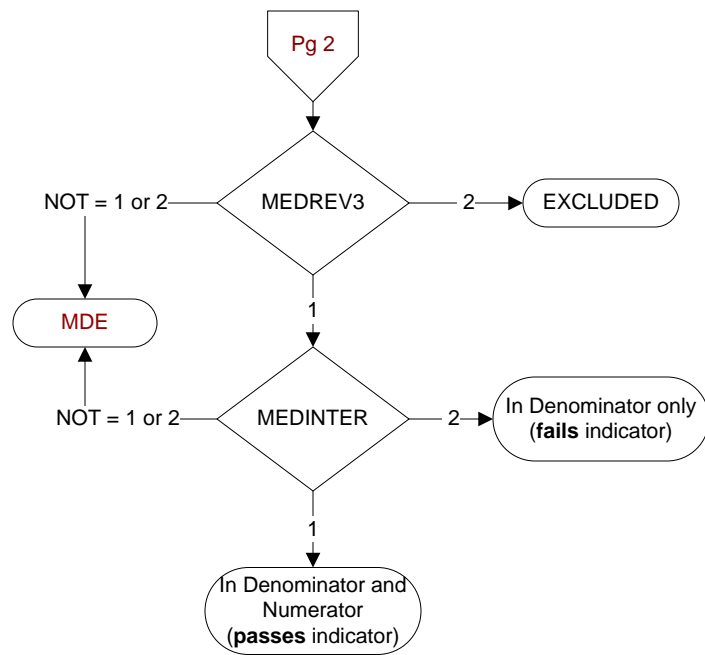 Pg 2
NOT = 1 or 2
MEDREV3
2
EXCLUDED
1
MDE
NOT = 1 or 2
MEDINTER
2
In Denominator only
(fails indicator)
1
In Denominator and
Numerator
(passes indicator)